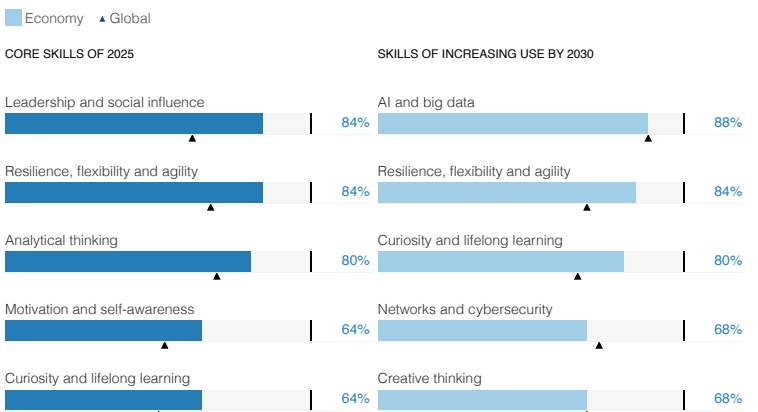 Economy Global
CORE SKILLS OF 2025
Leadership and social influence
84%
Resilience, flexibility and agility
84%
Analytical thinking
80%
Motivation and self-awareness
64%
Curiosity and lifelong learning
64%
SKILLS OF INCREASING USE BY 2030
AI and big data
88%
Resilience, flexibility and agility
84%
Curiosity and lifelong learning
80%
Networks and cybersecurity
68%
Creative thinking
68%